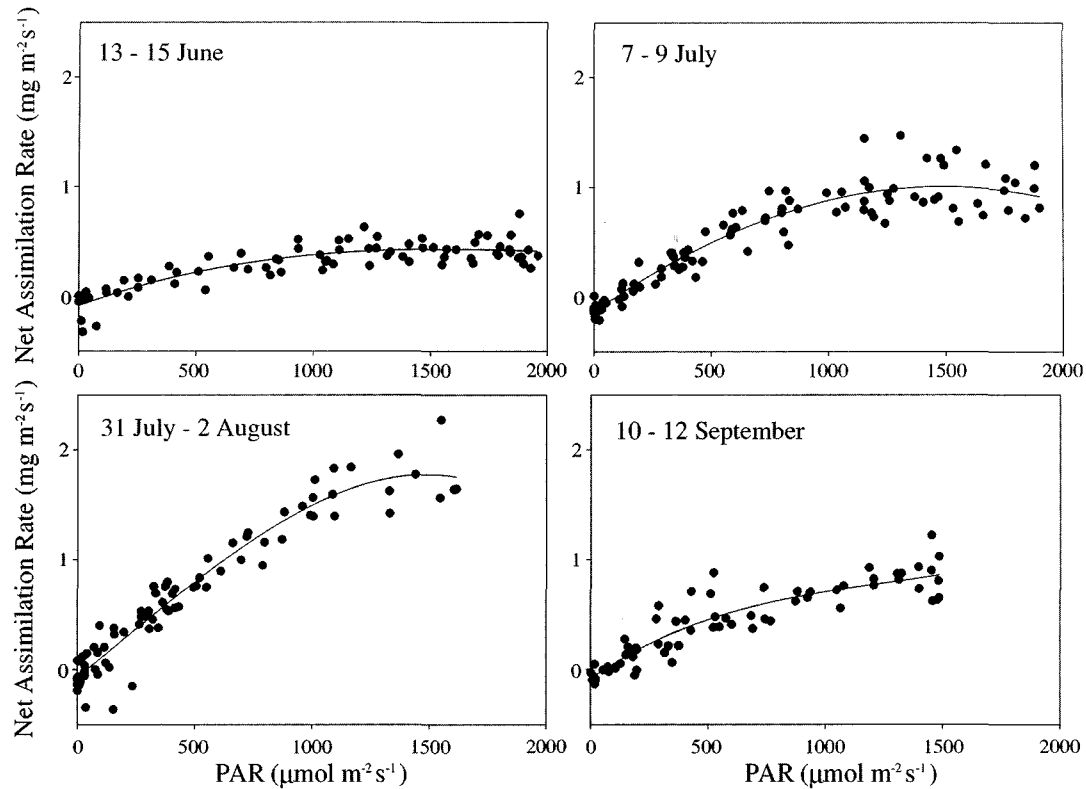 13 - 15 June
7 - 9 July
Net Assimilation Rate (mg m⁻² s⁻¹)
2
1
0
0 500 1000 1500 2000
2
1
0
0 500 1000 1500 2000
31 July - 2 August
10 - 12 September
Net Assimilation Rate (mg m⁻² s⁻¹)
2
1
0
0 500 1000 1500 2000
PAR (μmol m⁻² s⁻¹)
2
1
0
0 500 1000 1500 2000
PAR (μmol m⁻² s⁻¹)